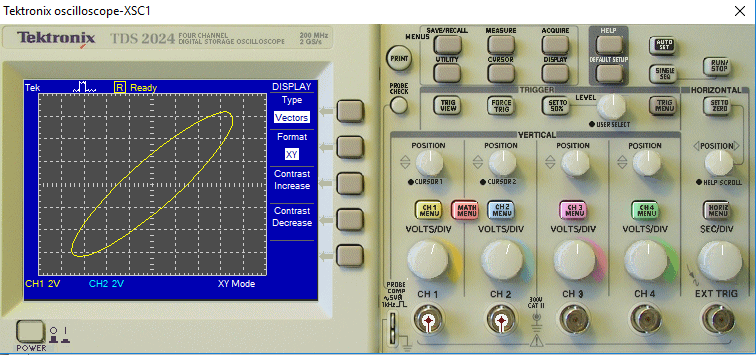 Tektronix oscilloscope-XSC1
Tektronix TDS 2024 FOUR CHANNEL DIGITAL STORAGE OSCILLOSCOPE 200 MHz 2 GS/s
Tek R Ready
DISPLAY
Type
Vectors
Format
XY
Contrast
Increase
Contrast
Decrease
CH1 2V CH2 2V XY Mode
POWER
PRINT
PROBE
CHECK
MENUS
SAVE/RECALL MEASURE ACQUIRE
UTILITY CURSOR DISPLAY
HELP
DEFAULT SETUP
AUTO
SET
SINGLE
SEQ
RUN/
STOP
TRIGGER
TRIG
VIEW
FORCE
TRIG
SET TO
50%
LEVEL
USER SELECT
TRIG
MENU
HORIZONTAL
SET TO
ZERO
VERTICAL
POSITION POSITION POSITION POSITION POSITION
CURSOR 1 CURSOR 2 HELP SCROLL
CH 1
MENU
MATH
MENU
CH 2
MENU
CH 3
MENU
CH 4
MENU
HORIZ
MENU
VOLTS/DIV VOLTS/DIV VOLTS/DIV VOLTS/DIV SEC/DIV
PROBE
COMP
~5V
1kHz
CH 1 CH 2 CH 3 CH 4 EXT TRIG
300V
CAT II